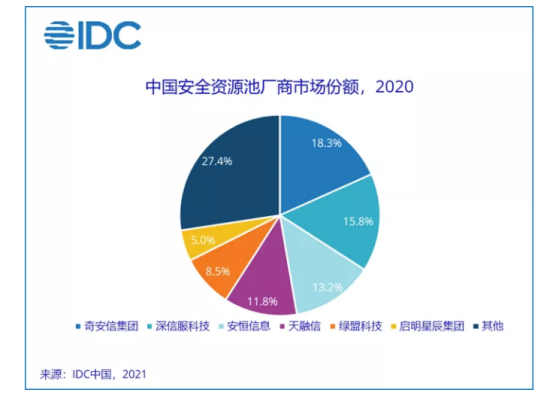 IDC
中国安全资源池厂商市场份额，2020
18.3%
27.4%
15.8%
5.0%
8.5%
13.2%
11.8%
奇安信集团 深信服科技 安恒信息 天融信 绿盟科技 启明星辰集团 其他
来源：IDC中国，2021